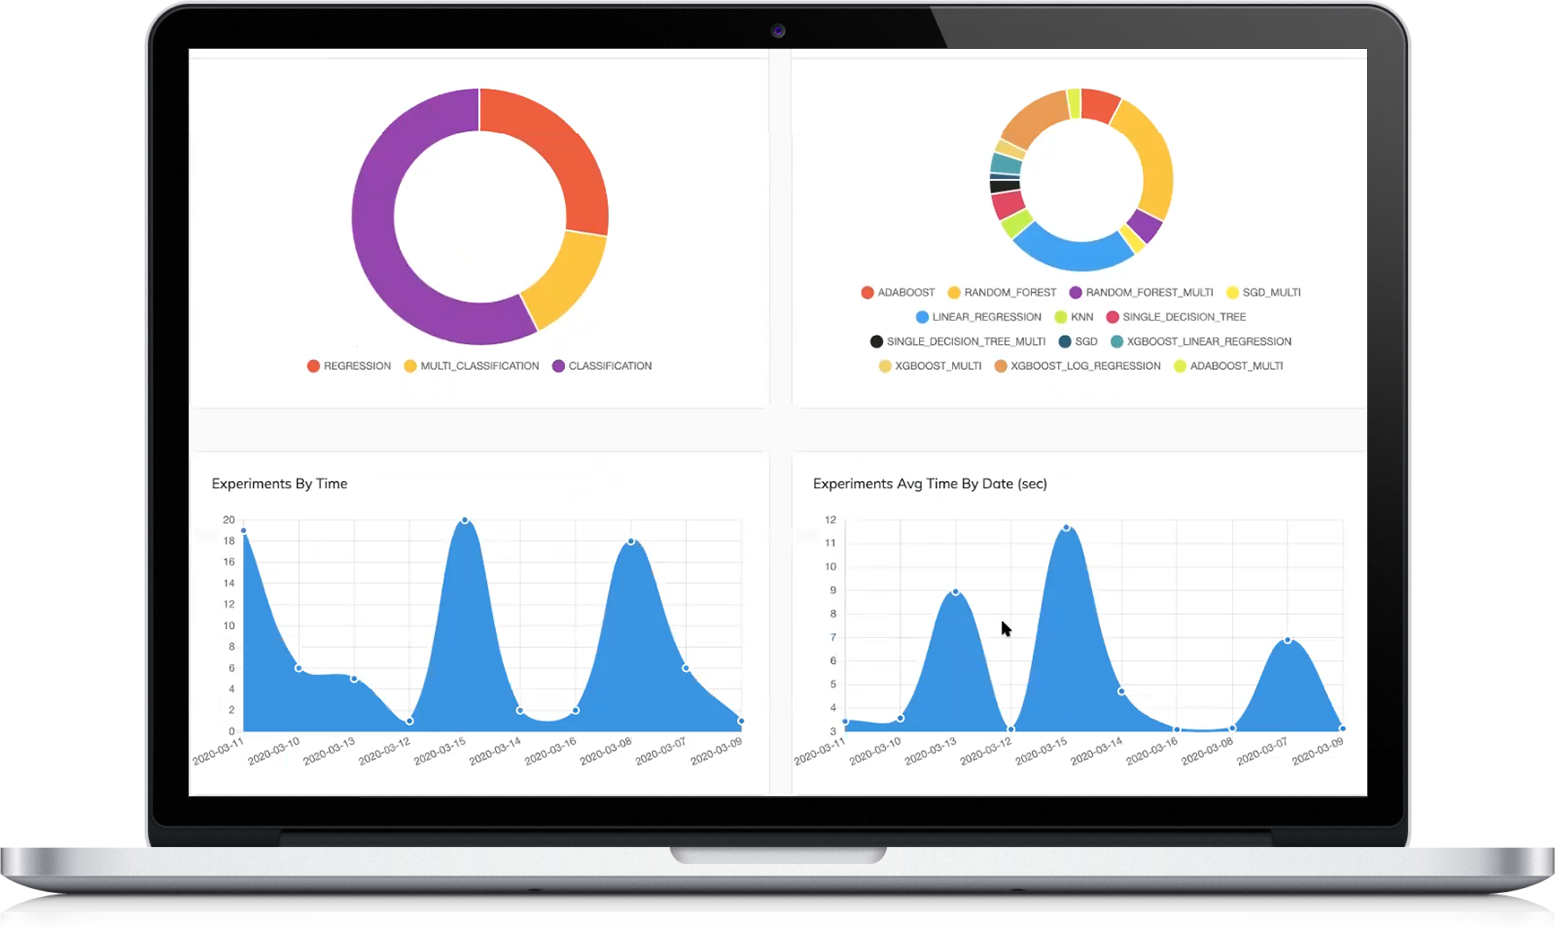 REGRESSION MULTI_CLASSIFICATION CLASSIFICATION
ADABOOST RANDOM_FOREST RANDOM_FOREST_MULTI SGD_MULTI
LINEAR_REGRESSION KNN SINGLE_DECISION_TREE
SINGLE_DECISION_TREE_MULTI SGD XGBOOST_LINEAR_REGRESSION
XGBOOST_MULTI XGBOOST_LOG_REGRESSION ADABOOST_MULTI
Experiments By Time
20
18
16
14
12
10
8
6
4
2
0
2020-03-11 2020-03-10 2020-03-13 2020-03-12 2020-03-15 2020-03-14 2020-03-16 2020-03-08 2020-03-07 2020-03-09
Experiments Avg Time By Date (sec)
12
11
10
9
8
7
6
5
4
3
2020-03-11 2020-03-10 2020-03-13 2020-03-12 2020-03-15 2020-03-14 2020-03-16 2020-03-08 2020-03-07 2020-03-09